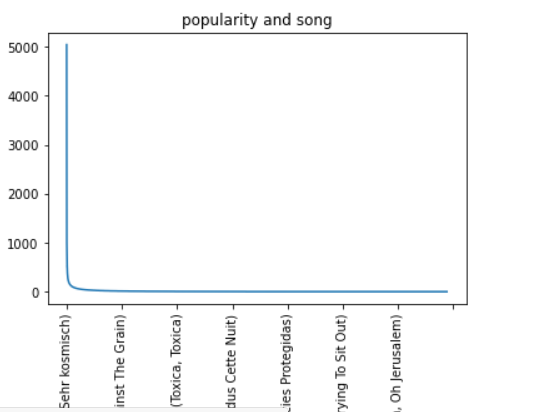 popularity and song
5000
4000
3000
2000
1000
0
Sehr kosmisch)
inst The Grain)
(Toxica, Toxica)
dus Cette Nuit)
cies Protegidas)
rying To Sit Out)
, Oh Jerusalem)